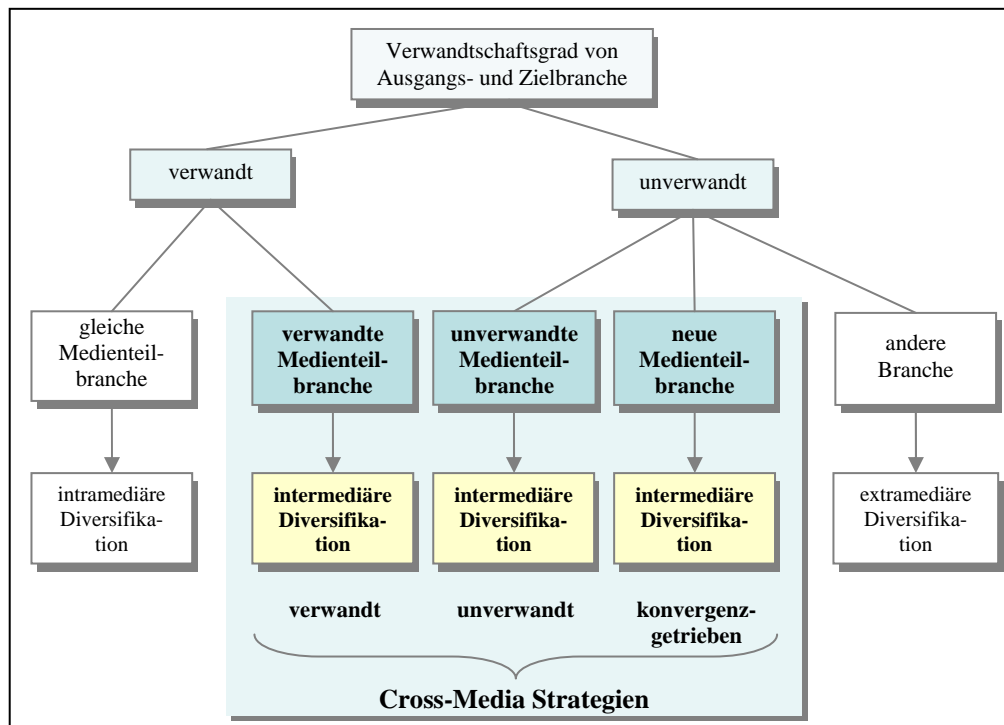 Verwandtschaftsgrad von
Ausgangs- und Zielbranche
verwandt
unverwandt
gleiche
Medienteil-
branche
verwandte
Medienteil-
branche
unverwandte
Medienteil-
branche
neue
Medienteil-
branche
andere
Branche
intramediäre
Diversifika-
tion
intermediäre
Diversifika-
tion
intermediäre
Diversifika-
tion
intermediäre
Diversifika-
tion
extramediäre
Diversifika-
tion
verwandt
unverwandt
konvergenz-
getrieben
Cross-Media Strategien